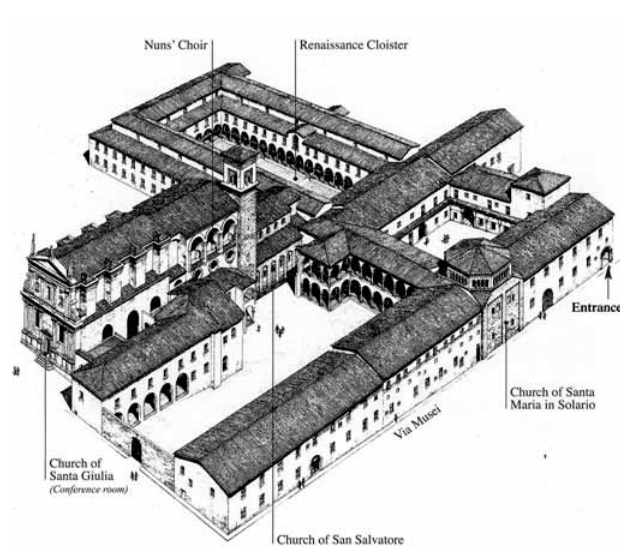 Nuns' Choir
Renaissance Cloister
Entrance
Church of Santa
Maria in Solario
Via Musei
Church of
Santa Giulia
(Conference room)
Church of San Salvatore